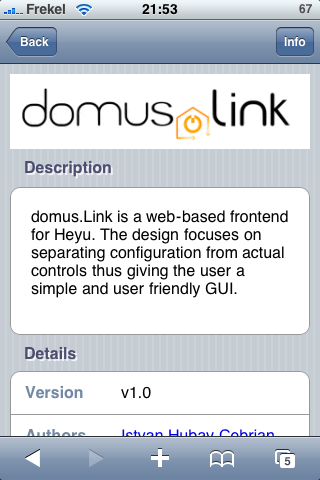 Frekel 21:53 67
Back Info
domus.link
Description
domus.Link is a web-based frontend
for Heyu. The design focuses on
separating configuration from actual
controls thus giving the user a
simple and user friendly GUI.
Details
Version v1.0
Authors Istvan Hubay Cebrian
5